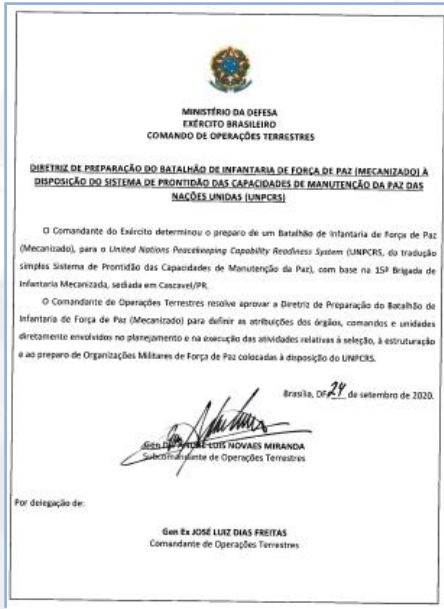 MINISTÉRIO DA DEFESA
EXÉRCITO BRASILEIRO
COMANDO DE OPERAÇÕES TERRESTRES
DIRETRIZ DE PREPARAÇÃO DO BATALHÃO DE INFANTARIA DE FORÇA DE PAZ (MECANIZADO) À
DISPOSIÇÃO DO SISTEMA DE PRONTIDÃO DAS CAPACIDADES DE MANUTENÇÃO DA PAZ DAS
NAÇÕES UNIDAS (UNPCRS)
O Comandante do Exército determinou o preparo de um Batalhão de Infantaria de Força de Paz
(Mecanizado), para o United Nations Peacekeeping Capability Readiness System (UNPCRS, da tradução
simples Sistema de Prontidão das Capacidades de Manutenção da Paz), com base na 15ª Brigada de
Infantaria Mecanizada, sediada em Cascavel/PR.
O Comandante de Operações Terrestres resolve aprovar a Diretriz de Preparação do Batalhão de
Infantaria de Força de Paz (Mecanizado) para definir as atribuições dos órgãos, comandos e unidades
diretamente envolvidos no planejamento e na execução das atividades relativas à seleção, à estruturação
e ao preparo de Organizações Militares de Força de Paz colocadas à disposição do UNPCRS.
Brasília, DF, 24 de setembro de 2020.
Gen Div ANDRÉ LUIS NOVAES MIRANDA
Subcomandante de Operações Terrestres
Por delegação de:
Gen Ex JOSÉ LUIZ DIAS FREITAS
Comandante de Operações Terrestres